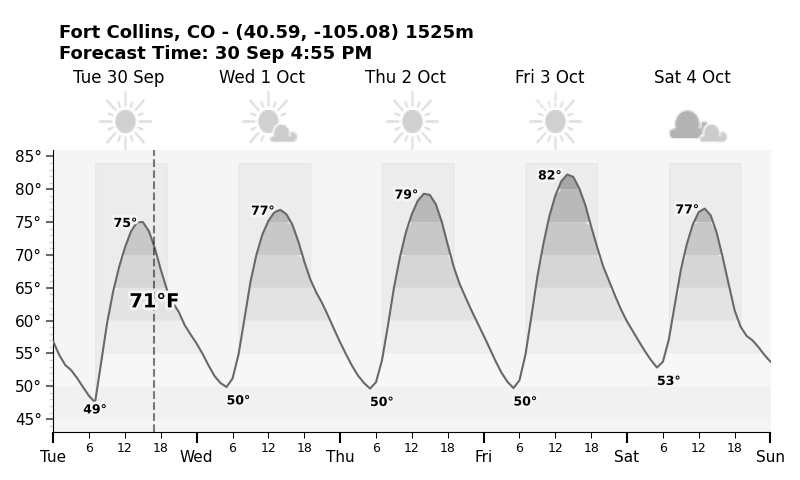 Fort Collins, CO - (40.59, -105.08) 1525m
Forecast Time: 30 Sep 4:55 PM
Tue 30 Sep Wed 1 Oct Thu 2 Oct Fri 3 Oct Sat 4 Oct
85°
80°
75°
70°
65°
60°
55°
50°
45°
75° 77° 79° 82° 77°
71°F
49° 50° 50° 50° 53°
6 12 18 6 12 18 6 12 18 6 12 18 6 12 18
Tue Wed Thu Fri Sat Sun